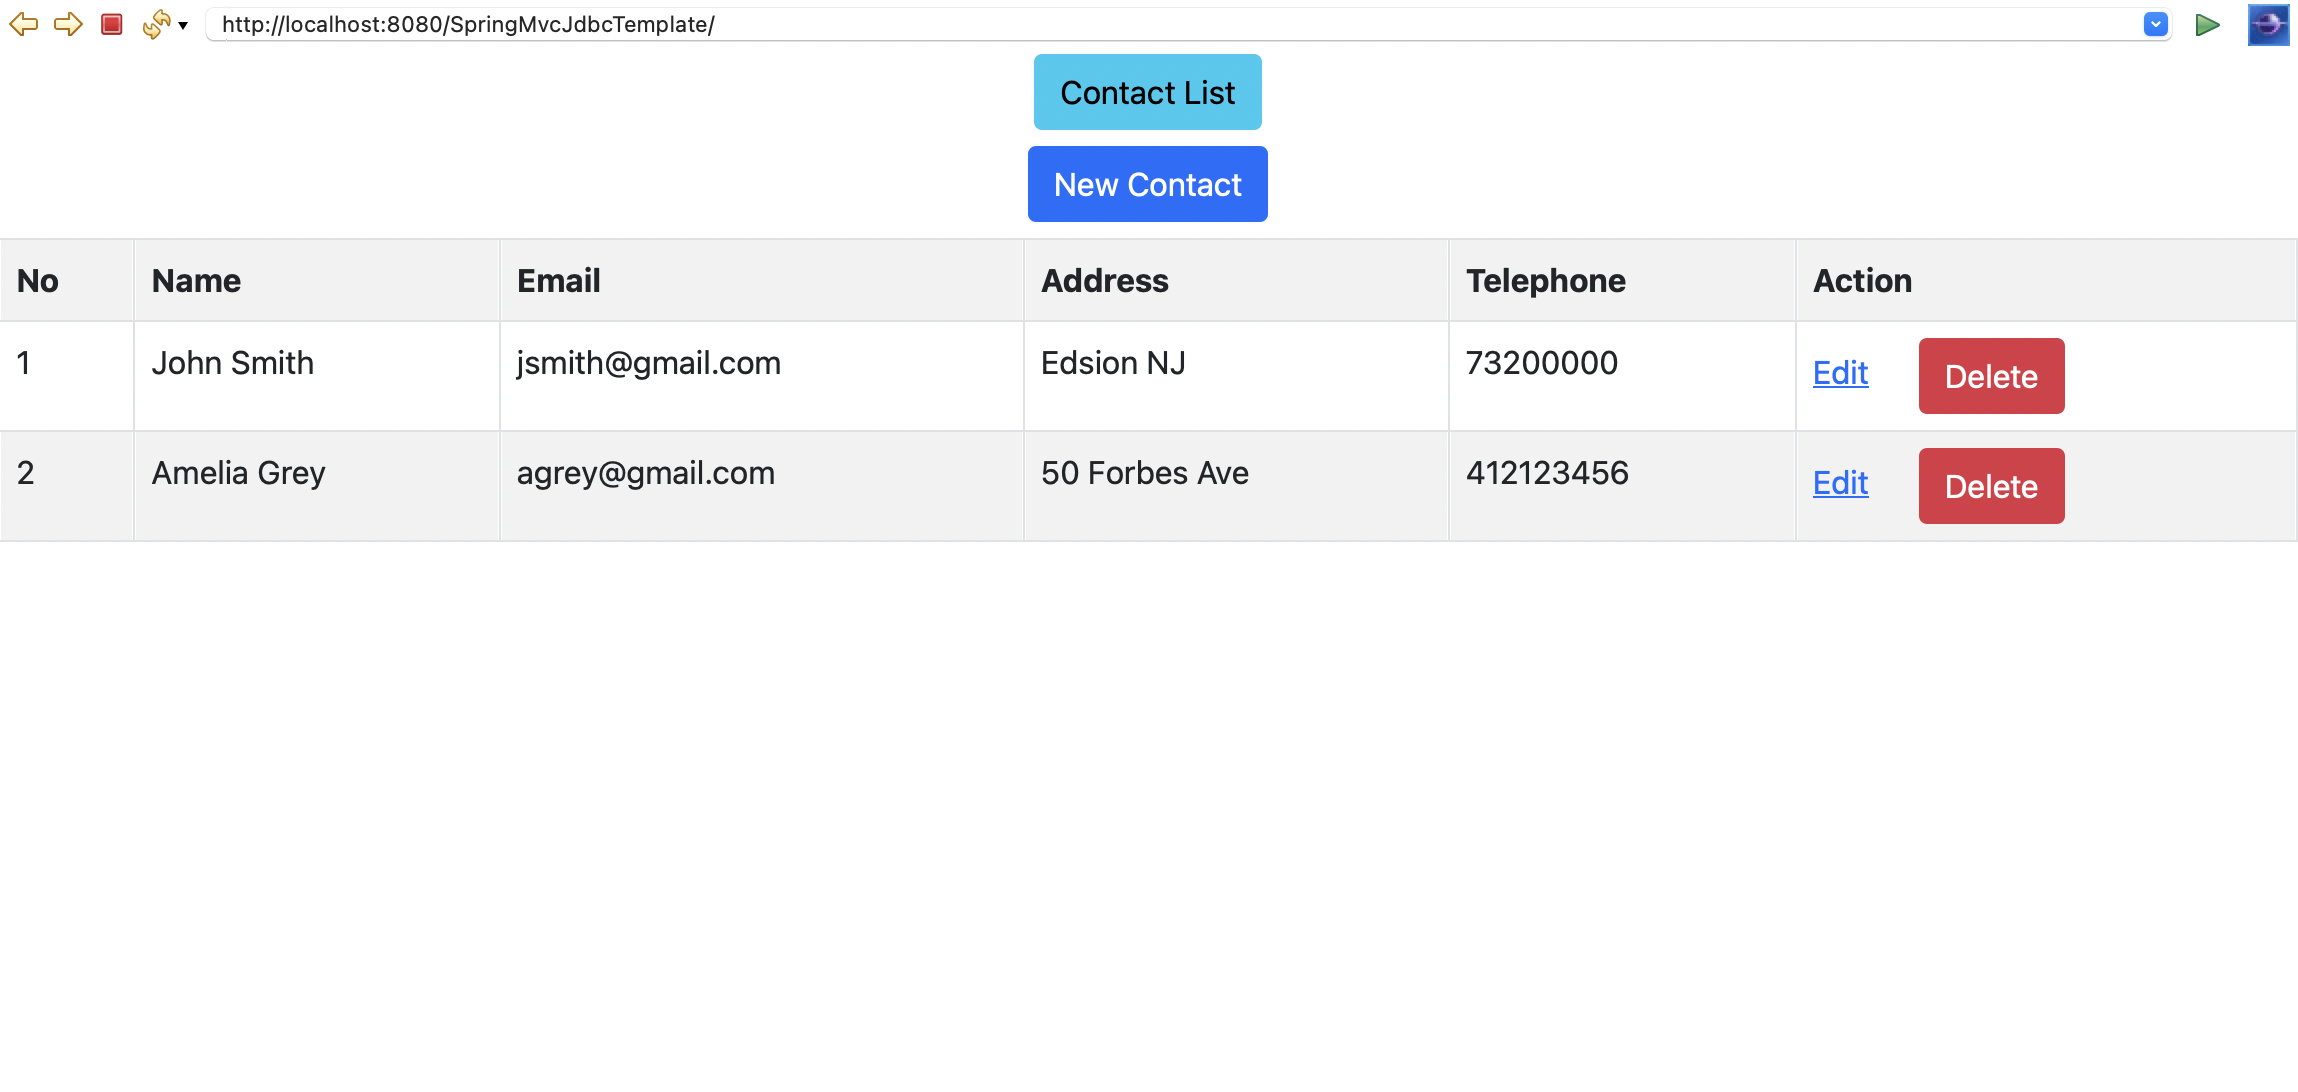 http://localhost:8080/SpringMvcJdbcTemplate/
Contact List
New Contact
No Name Email Address Telephone Action
1 John Smith jsmith@gmail.com Edsion NJ 73200000 Edit Delete
2 Amelia Grey agrey@gmail.com 50 Forbes Ave 412123456 Edit Delete